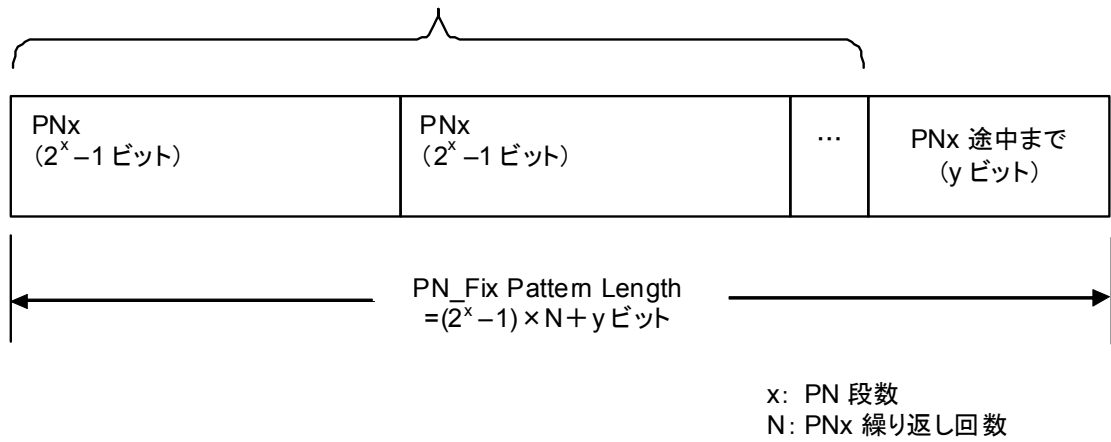 PNx
(2^x –1 ビット)
PNx
(2^x –1 ビット)
…
PNx 途中まで
(y ビット)
PN_Fix Pattern Length
=(2^x –1)×N+y ビット
x: PN 段数
N: PNx 繰り返し回数